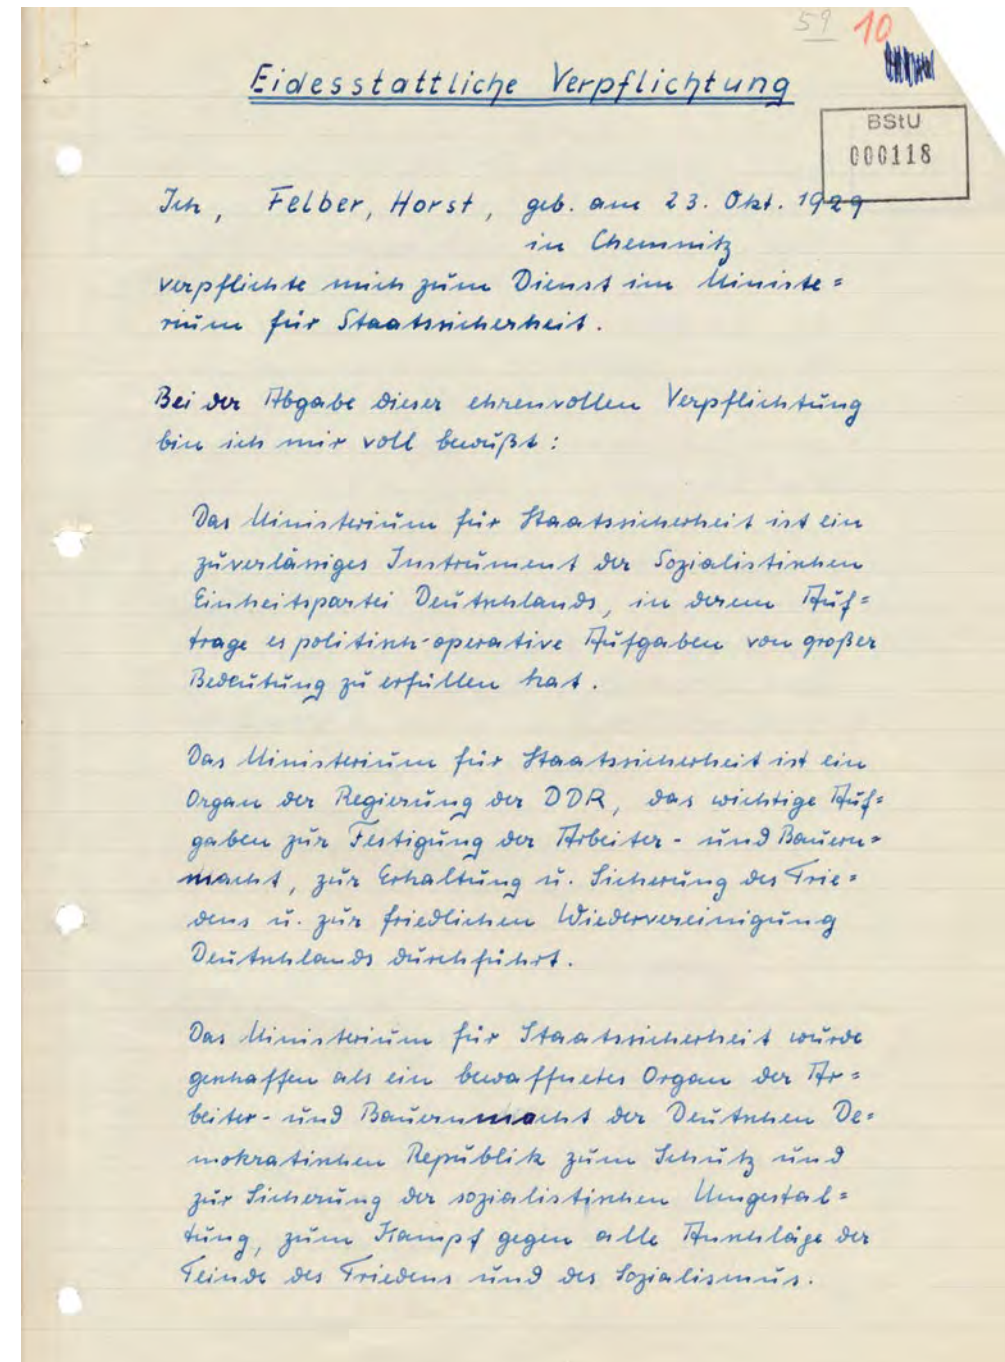 59 10
Eidesstattliche Verpflichtung
BStU
000118
Ich, Felber, Horst, geb. am 23. Okt. 1929
in Chemnitz
verpflichte mich zum Dienst im Ministe=
rium für Staatssicherheit.
Bei der Abgabe dieser ehrenvollen Verpflichtung
bin ich mir voll bewußt:
Das Ministerium für Staatssicherheit ist ein
zuverlässiges Instrument der Sozialistischen
Einheitspartei Deutschlands, in derem Auf=
trage es politisch-operative Aufgaben von großer
Bedeutung zu erfüllen hat.
Das Ministerium für Staatssicherheit ist ein
Organ der Regierung der DDR, das wichtige Auf=
gaben zur Festigung der Arbeiter- und Bauern=
macht, zur Erhaltung u. Sicherung des Frie=
dens u. zur friedlichen Wiedervereinigung
Deutschlands durchführt.
Das Ministerium für Staatssicherheit wurde
geschaffen als ein bewaffnetes Organ der Ar=
beiter- und Bauernmacht der Deutschen De=
mokratischen Republik zum Schutz und
zur Sicherung der sozialistischen Umgestal=
tung, zum Kampf gegen alle Anschläge der
Feinde des Friedens und des Sozialismus.